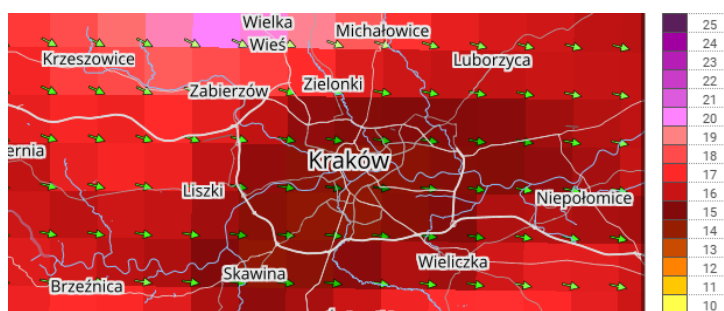 Wielka
Wieś
Michałowice
Krzeszowice
Luborzyca
Zabierzów
Zielonki
ernia
Kraków
Liszki
Niepołomice
Skawina
Wieliczka
Brzeźnica
25
24
23
22
21
20
19
18
17
16
15
14
13
12
11
10